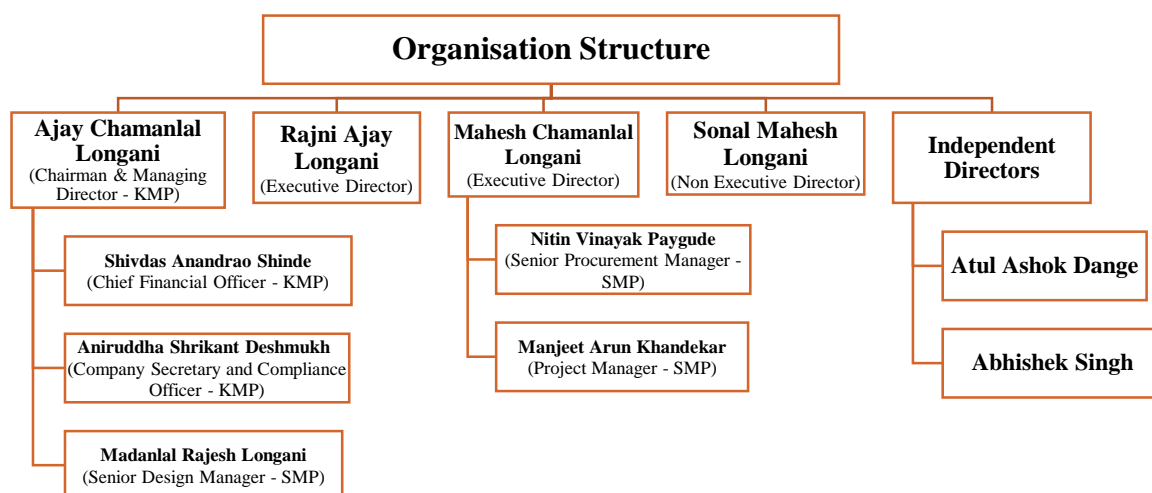 Organisation Structure
Ajay Chamanlal
Longani
(Chairman & Managing
Director - KMP)
Shivdas Anandrao Shinde
(Chief Financial Officer - KMP)
Aniruddha Shrikant Deshmukh
(Company Secretary and Compliance
Officer - KMP)
Madanlal Rajesh Longani
(Senior Design Manager - SMP)
Rajni Ajay
Longani
(Executive Director)
Mahesh Chamanlal
Longani
(Executive Director)
Nitin Vinayak Paygude
(Senior Procurement Manager -
SMP)
Manjeet Arun Khandekar
(Project Manager - SMP)
Sonal Mahesh
Longani
(Non Executive Director)
Independent
Directors
Atul Ashok Dange
Abhishek Singh